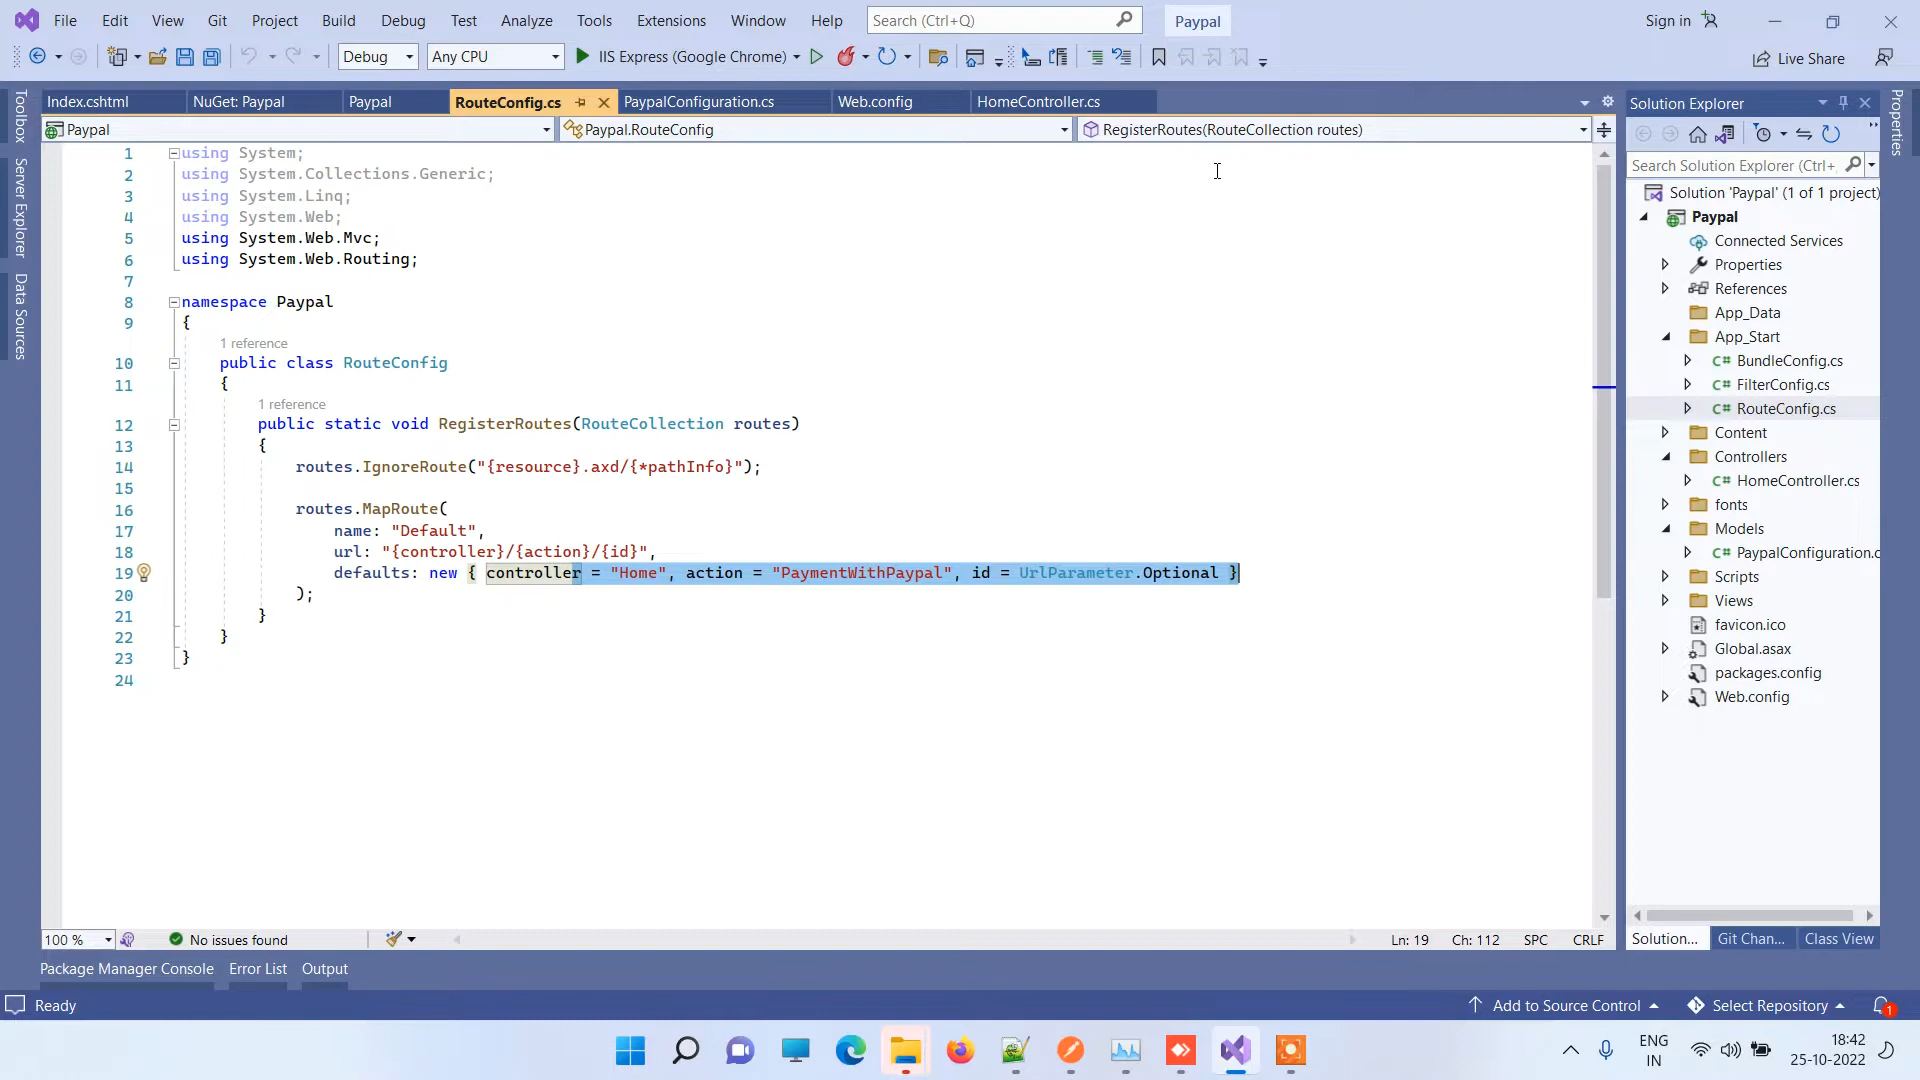 File Edit View Git Project Build Debug Test Analyze Tools Extensions Window Help Search (Ctrl+Q) Paypal Sign in
Debug Any CPU IIS Express (Google Chrome) Live Share
Index.cshtml NuGet: Paypal Paypal RouteConfig.cs PaypalConfiguration.cs Web.config HomeController.cs
Paypal Paypal.RouteConfig RegisterRoutes(RouteCollection routes)
Toolbox
Server Explorer
Data Sources
1 using System;
2 using System.Collections.Generic;
3 using System.Linq;
4 using System.Web;
5 using System.Web.Mvc;
6 using System.Web.Routing;
7
8 namespace Paypal
9 {
1 reference
10 public class RouteConfig
11 {
1 reference
12 public static void RegisterRoutes(RouteCollection routes)
13 {
14 routes.IgnoreRoute("{resource}.axd/{*pathInfo}");
15
16 routes.MapRoute(
17 name: "Default",
18 url: "{controller}/{action}/{id}",
19 defaults: new { controller = "Home", action = "PaymentWithPaypal", id = UrlParameter.Optional }
20 );
21 }
22 }
23 }
24
100 % No issues found Ln: 19 Ch: 112 SPC CRLF
Solution Explorer
Search Solution Explorer (Ctrl+
Solution 'Paypal' (1 of 1 project)
Paypal
Connected Services
Properties
References
App_Data
App_Start
C# BundleConfig.cs
C# FilterConfig.cs
C# RouteConfig.cs
Content
Controllers
C# HomeController.cs
fonts
Models
C# PaypalConfiguration.c
Scripts
Views
favicon.ico
Global.asax
packages.config
Web.config
Solution... Git Chan... Class View
Properties
Package Manager Console Error List Output
Ready Add to Source Control Select Repository 1
ENG
IN
18:42
25-10-2022